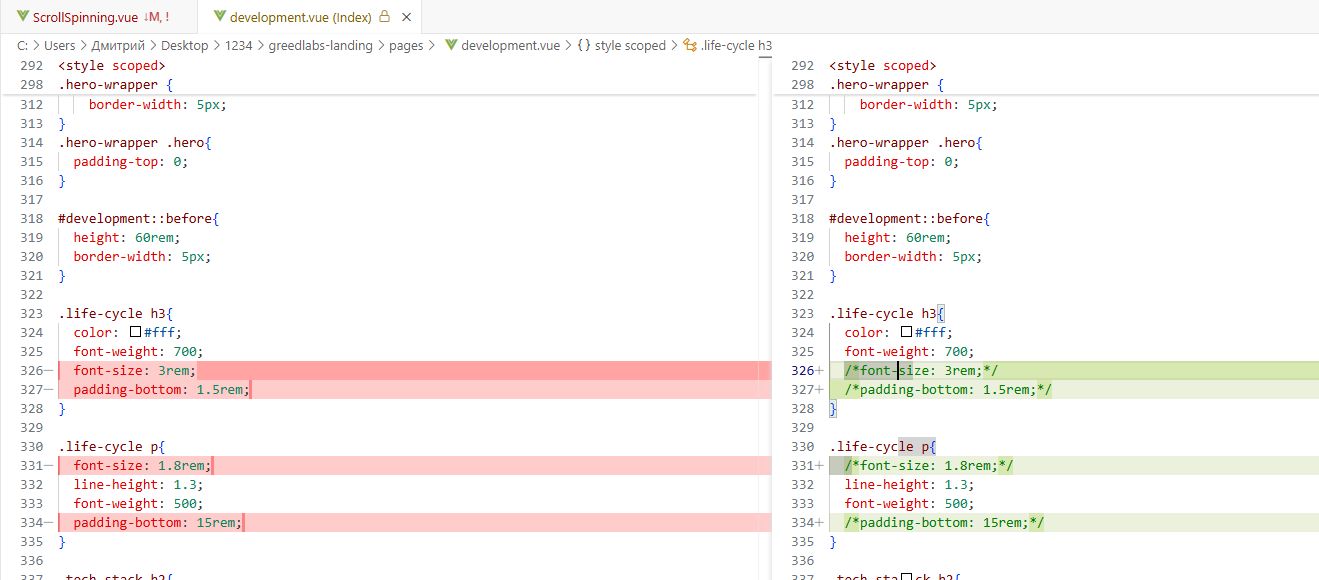 ScrollSpinning.vue ↓M, !
development.vue (Index)
C: > Users > Дмитрий > Desktop > 1234 > greedlabs-landing > pages > development.vue > {} style scoped > .life-cycle h3
292 <style scoped>
298 .hero-wrapper {
312 border-width: 5px;
313 }
314 .hero-wrapper .hero{
315 padding-top: 0;
316 }
317
318 #development::before{
319 height: 60rem;
320 border-width: 5px;
321 }
322
323 .life-cycle h3{
324 color: #fff;
325 font-weight: 700;
326— font-size: 3rem;
327— padding-bottom: 1.5rem;
328 }
329
330 .life-cycle p{
331— font-size: 1.8rem;
332 line-height: 1.3;
333 font-weight: 500;
334— padding-bottom: 15rem;
335 }
336
337 .tech-stack h2{
292 <style scoped>
298 .hero-wrapper {
312 border-width: 5px;
313 }
314 .hero-wrapper .hero{
315 padding-top: 0;
316 }
317
318 #development::before{
319 height: 60rem;
320 border-width: 5px;
321 }
322
323 .life-cycle h3{
324 color: #fff;
325 font-weight: 700;
326+ /*font-size: 3rem;*/
327+ /*padding-bottom: 1.5rem;*/
328 }
329
330 .life-cycle p{
331+ /*font-size: 1.8rem;*/
332 line-height: 1.3;
333 font-weight: 500;
334+ /*padding-bottom: 15rem;*/
335 }
336
337 .tech-stack h2{